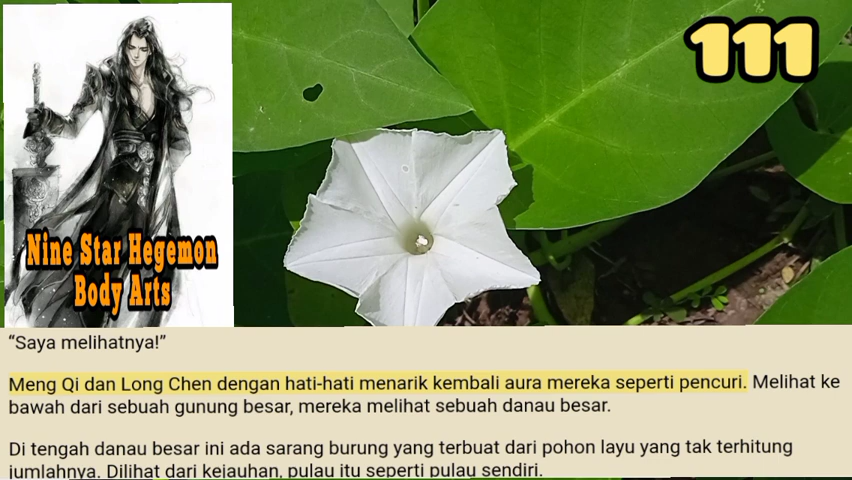 111
Nine Star Hegemon
Body Arts
“Saya melihatnya!”
Meng Qi dan Long Chen dengan hati-hati menarik kembali aura mereka seperti pencuri. Melihat ke
bawah dari sebuah gunung besar, mereka melihat sebuah danau besar.
Di tengah danau besar ini ada sarang burung yang terbuat dari pohon layu yang tak terhitung
jumlahnya. Dilihat dari kejauhan, pulau itu seperti pulau sendiri.